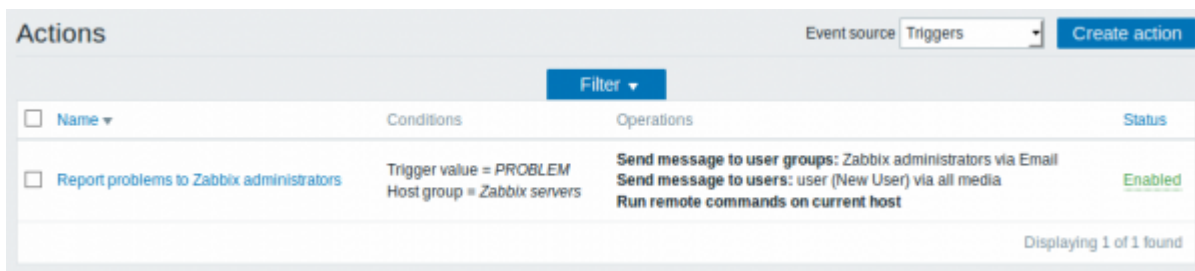 Actions
Event source Triggers Create action
Filter
Name Conditions Operations Status
Report problems to Zabbix administrators
Trigger value = PROBLEM
Host group = Zabbix servers
Send message to user groups: Zabbix administrators via Email
Send message to users: user (New User) via all media
Run remote commands on current host
Enabled
Displaying 1 of 1 found